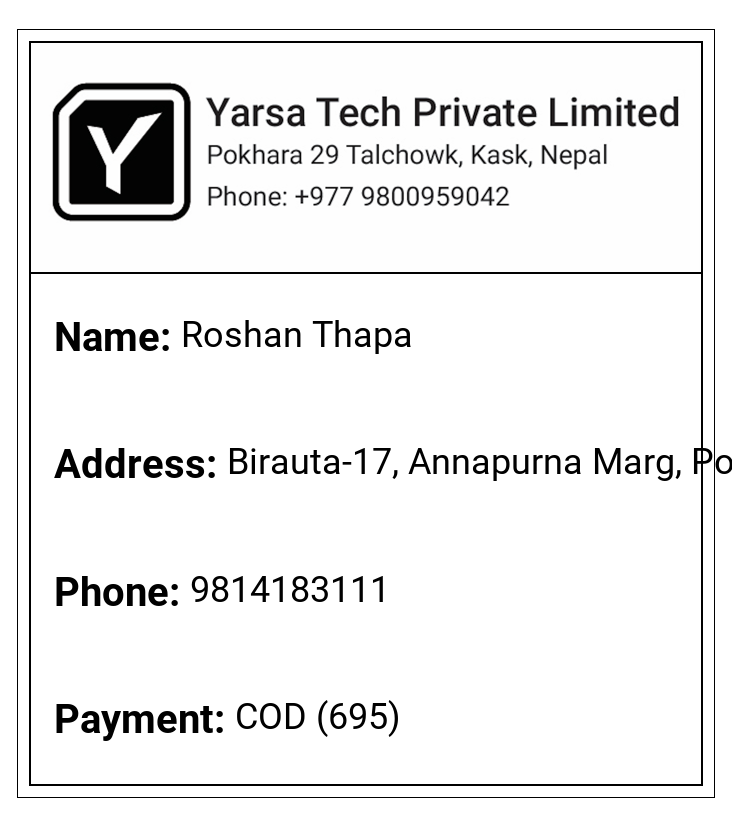 Yarsa Tech Private Limited
Pokhara 29 Talchowk, Kask, Nepal
Phone: +977 9800959042
Name: Roshan Thapa
Address: Birauta-17, Annapurna Marg, Po
Phone: 9814183111
Payment: COD (695)